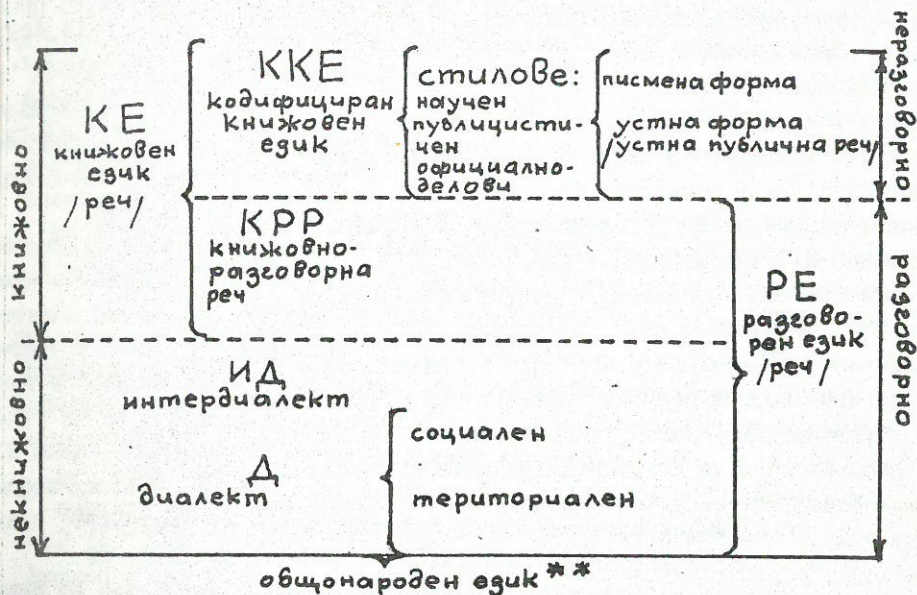 ККЕ
кодифициран
книжовен
език
стилове:
научен
публицисти-
чен
официално-
делови
писмена форма
устна форма
/устна публична реч/
неразговорно
КЕ
книжовен
език
/реч/
книжовно
КРР
книжовно-
разговорна
реч
РЕ
разгово-
рен език
/реч/
разговорно
некнижовно
ИД
интердиалект
Д
диалект
социален
териториален
общонароден език**